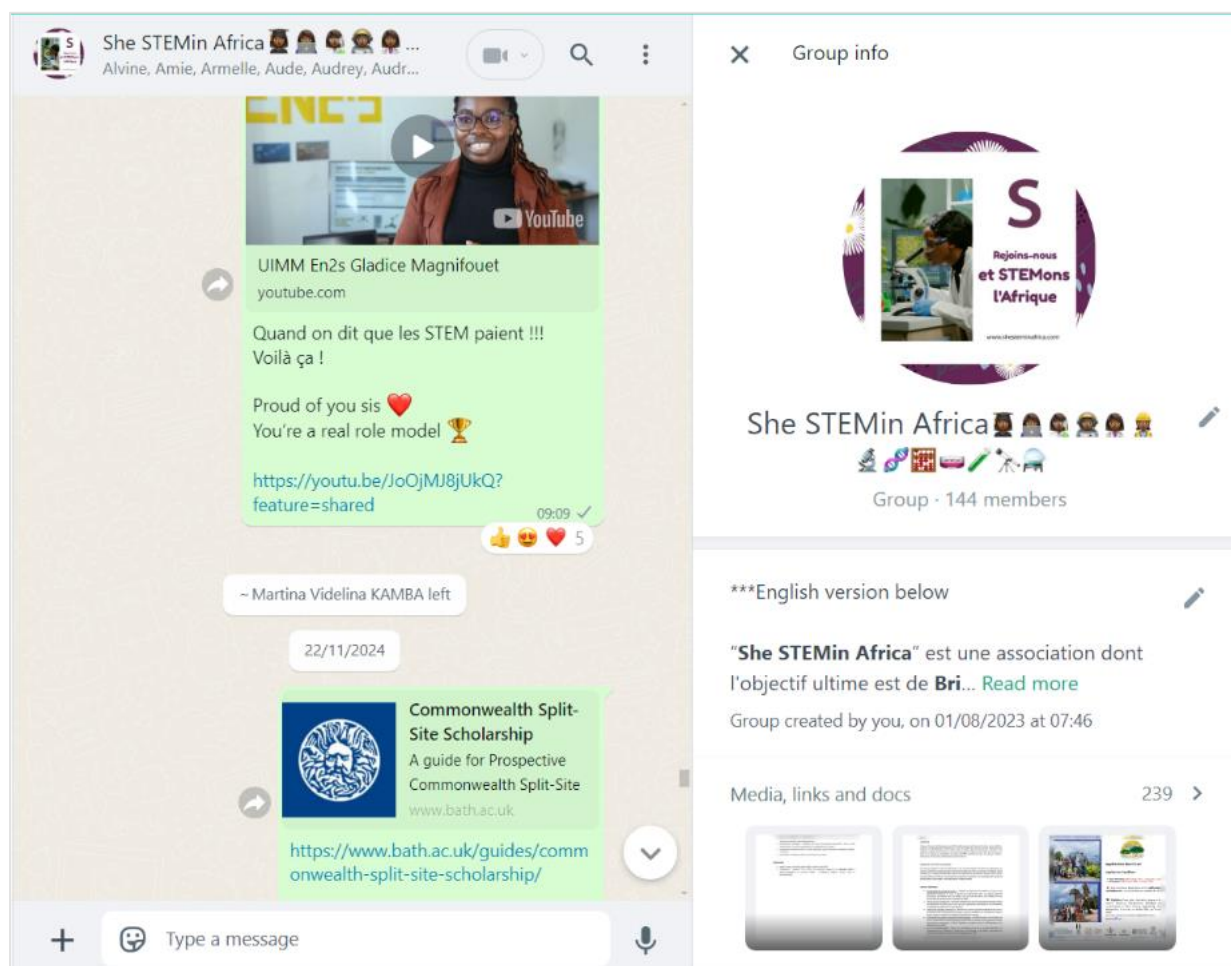 She STEMin Africa👩🏾‍🎓👩🏾‍💻👩🏾‍🔬👩🏾‍🚀👩🏾‍⚕️...
Alvine, Amie, Armelle, Aude, Audrey, Audr...
YouTube
UIMM En2s Gladice Magnifouet
youtube.com
Quand on dit que les STEM paient !!!
Voilà ça !
Proud of you sis ❤️
You're a real role model 🏆
https://youtu.be/JoOjMJ8jUkQ?
feature=shared
09:09
👍😍❤️ 5
~ Martina Videlina KAMBA left
22/11/2024
Commonwealth Split-
Site Scholarship
A guide for Prospective
Commonwealth Split-Site
www.bath.ac.uk
https://www.bath.ac.uk/guides/comm
onwealth-split-site-scholarship/
Type a message
Group info
S
Rejoins-nous
et STEMons
l'Afrique
www.shesteminafrica.com
She STEMin Africa👩🏾‍🎓👩🏾‍💻👩🏾‍🔬👩🏾‍🚀👩🏾‍⚕️👷🏾‍♀️
🔬🧬🧮🧫🧪🔭🔮
Group · 144 members
***English version below
"She STEMin Africa" est une association dont
l'objectif ultime est de Bri... Read more
Group created by you, on 01/08/2023 at 07:46
Media, links and docs 239